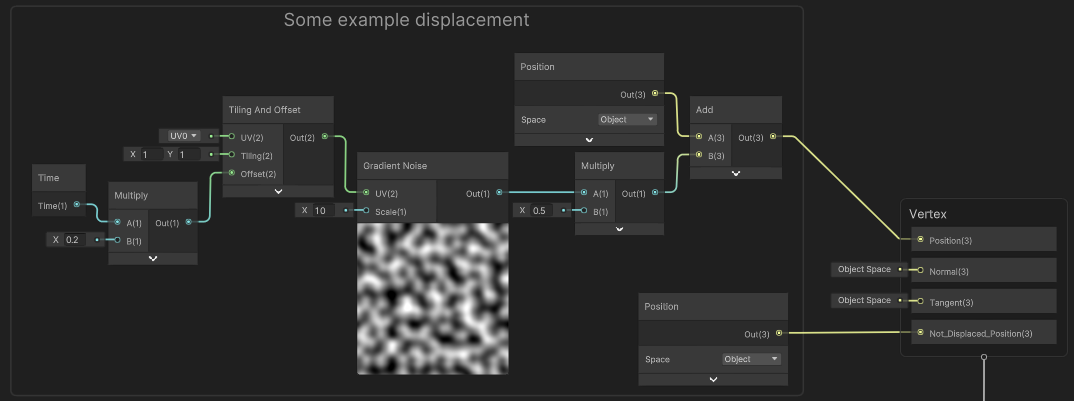 Some example displacement
Time
Time(1)
Multiply
A(1)
Out(1)
X 0.2
B(1)
Tiling And Offset
UV0
UV(2)
Out(2)
X 1 Y 1
Tiling(2)
Offset(2)
Gradient Noise
UV(2)
Out(1)
X 10
Scale(1)
Position
Out(3)
Space
Object
Multiply
A(1)
Out(1)
X 0.5
B(1)
Add
A(3)
Out(3)
B(3)
Position
Out(3)
Space
Object
Vertex
Position(3)
Object Space
Normal(3)
Object Space
Tangent(3)
Not_Displaced_Position(3)